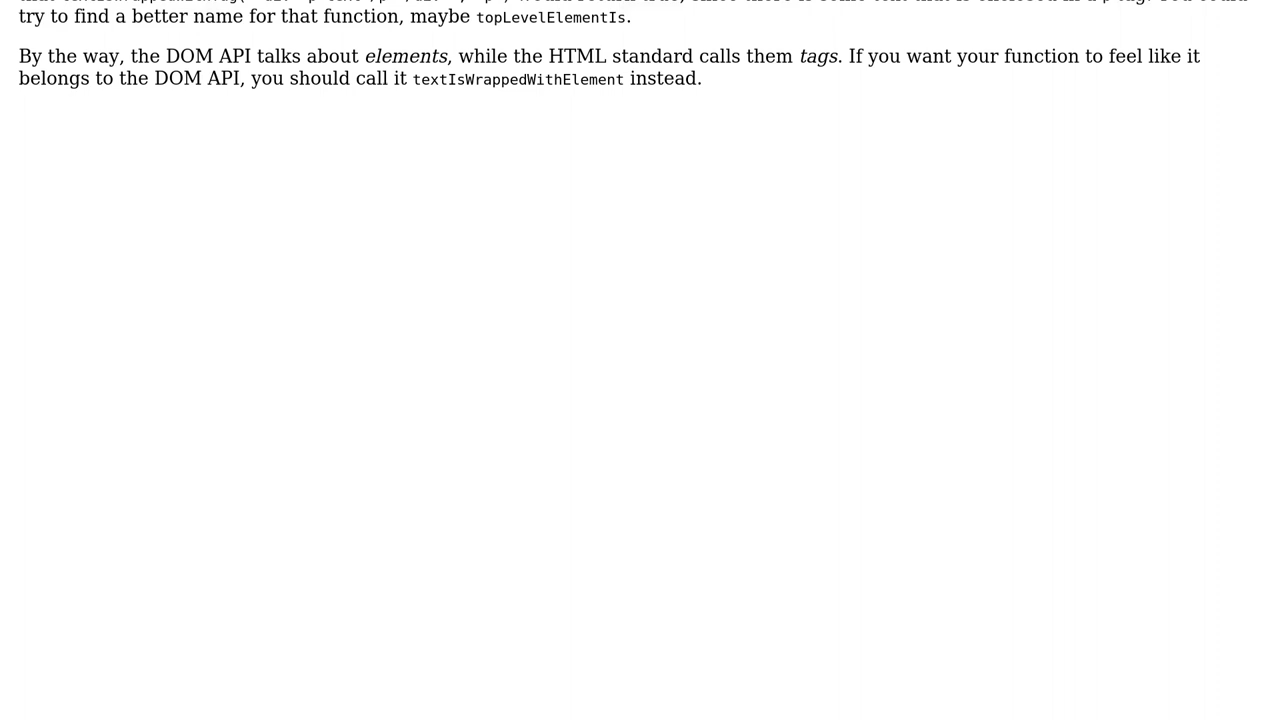 try to find a better name for that function, maybe topLevelElementIs.
By the way, the DOM API talks about elements, while the HTML standard calls them tags. If you want your function to feel like it
belongs to the DOM API, you should call it textIsWrappedWithElement instead.